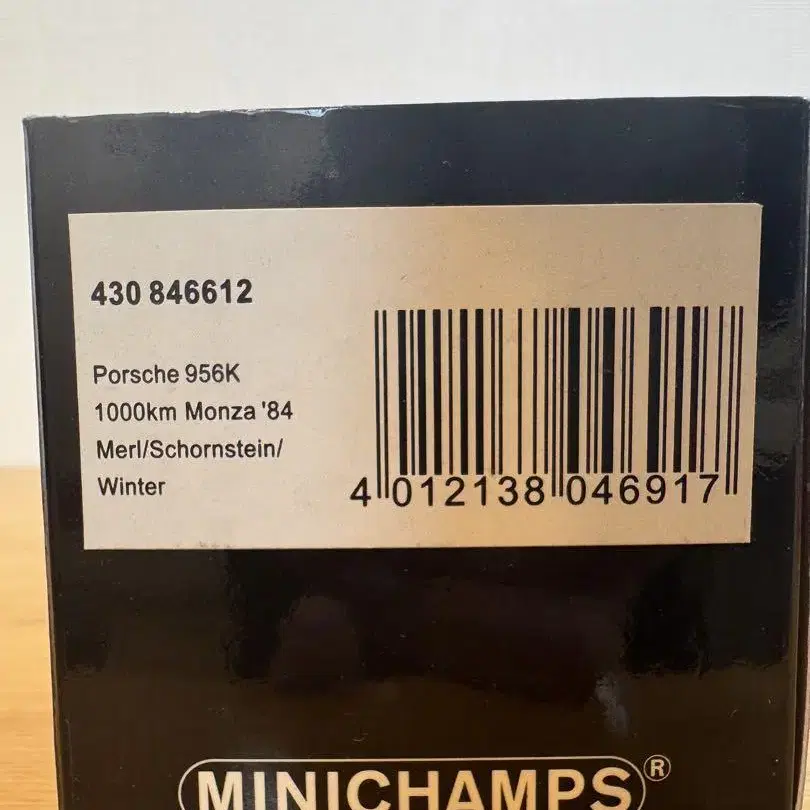 430 846612
Porsche 956K
1000km Monza '84
Merl/Schornstein/
Winter
4 012138 046917
MINICHAMPS®